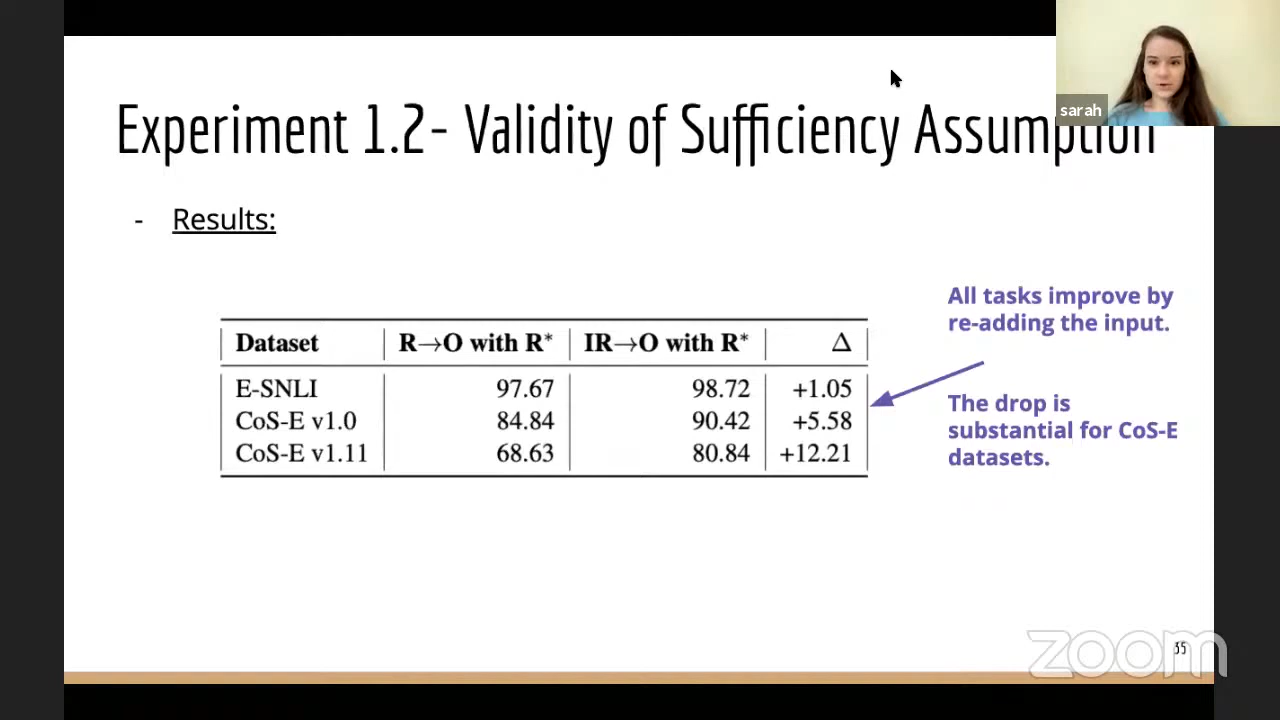 Experiment 1.2- Validity of Sufficiency Assumption
sarah
- Results:
Dataset R→O with R* IR→O with R* Δ
E-SNLI 97.67 98.72 +1.05
CoS-E v1.0 84.84 90.42 +5.58
CoS-E v1.11 68.63 80.84 +12.21
All tasks improve by
re-adding the input.
The drop is
substantial for CoS-E
datasets.
zoom
35